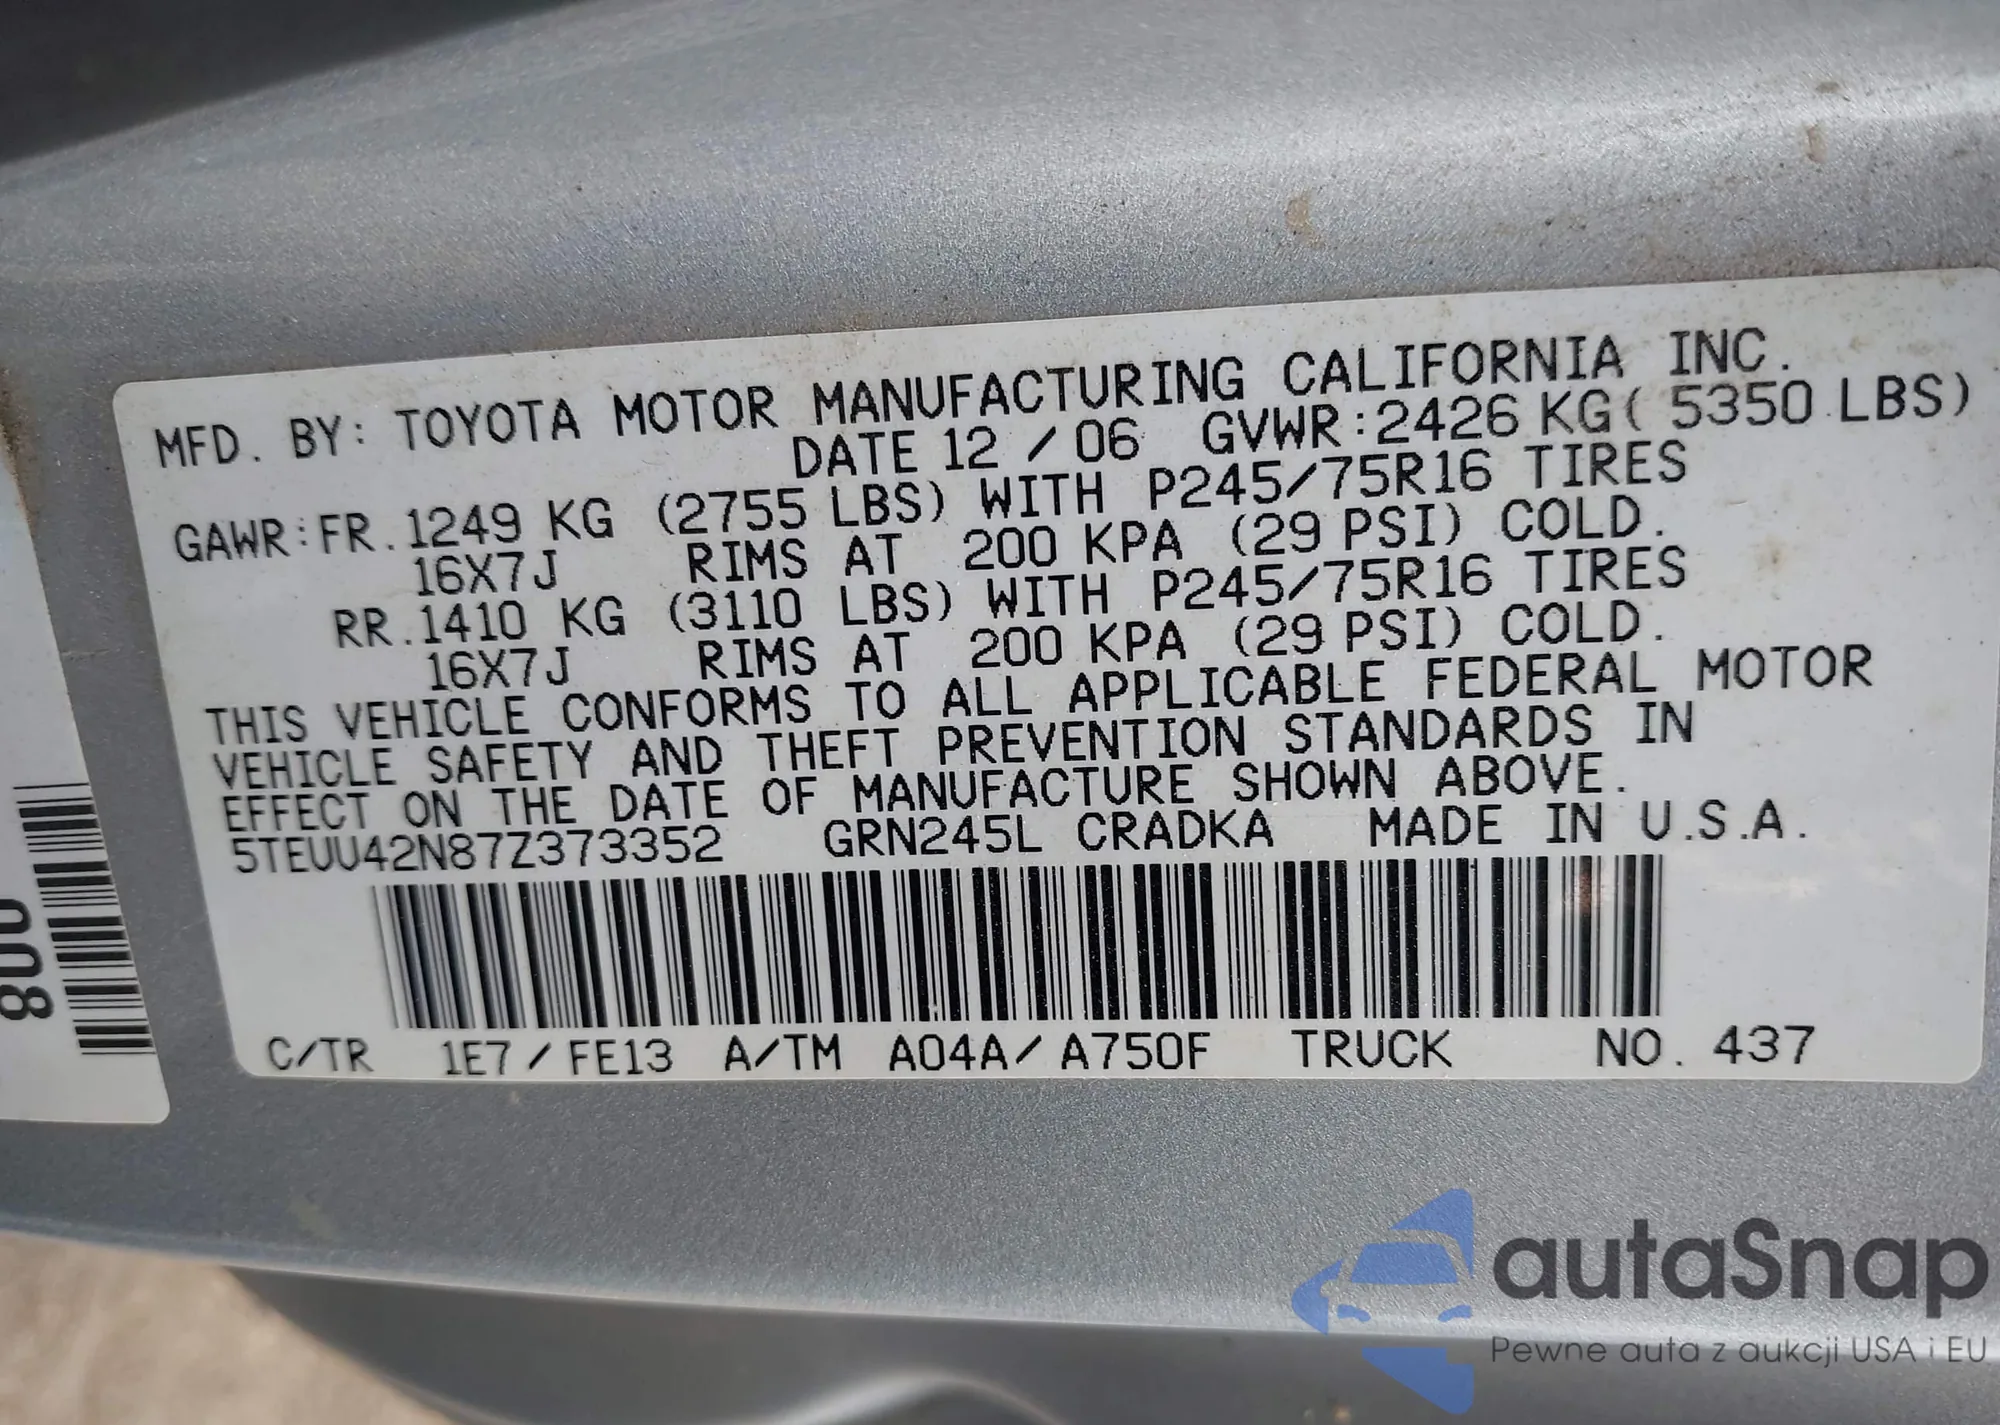 MFD. BY: TOYOTA MOTOR MANUFACTURING CALIFORNIA INC.
DATE 12 / 06 GVWR:2426 KG( 5350 LBS)
GAWR:FR.1249 KG (2755 LBS) WITH P245/75R16 TIRES
16X7J RIMS AT 200 KPA (29 PSI) COLD.
RR.1410 KG (3110 LBS) WITH P245/75R16 TIRES
16X7J RIMS AT 200 KPA (29 PSI) COLD.
THIS VEHICLE CONFORMS TO ALL APPLICABLE FEDERAL MOTOR
VEHICLE SAFETY AND THEFT PREVENTION STANDARDS IN
EFFECT ON THE DATE OF MANUFACTURE SHOWN ABOVE.
5TEUU42N87Z373352 GRN245L CRADKA MADE IN U.S.A.
C/TR 1E7 / FE13 A/TM A04A/ A750F TRUCK NO. 437
008
autaSnap
Pewne auta z aukcji USA i EU